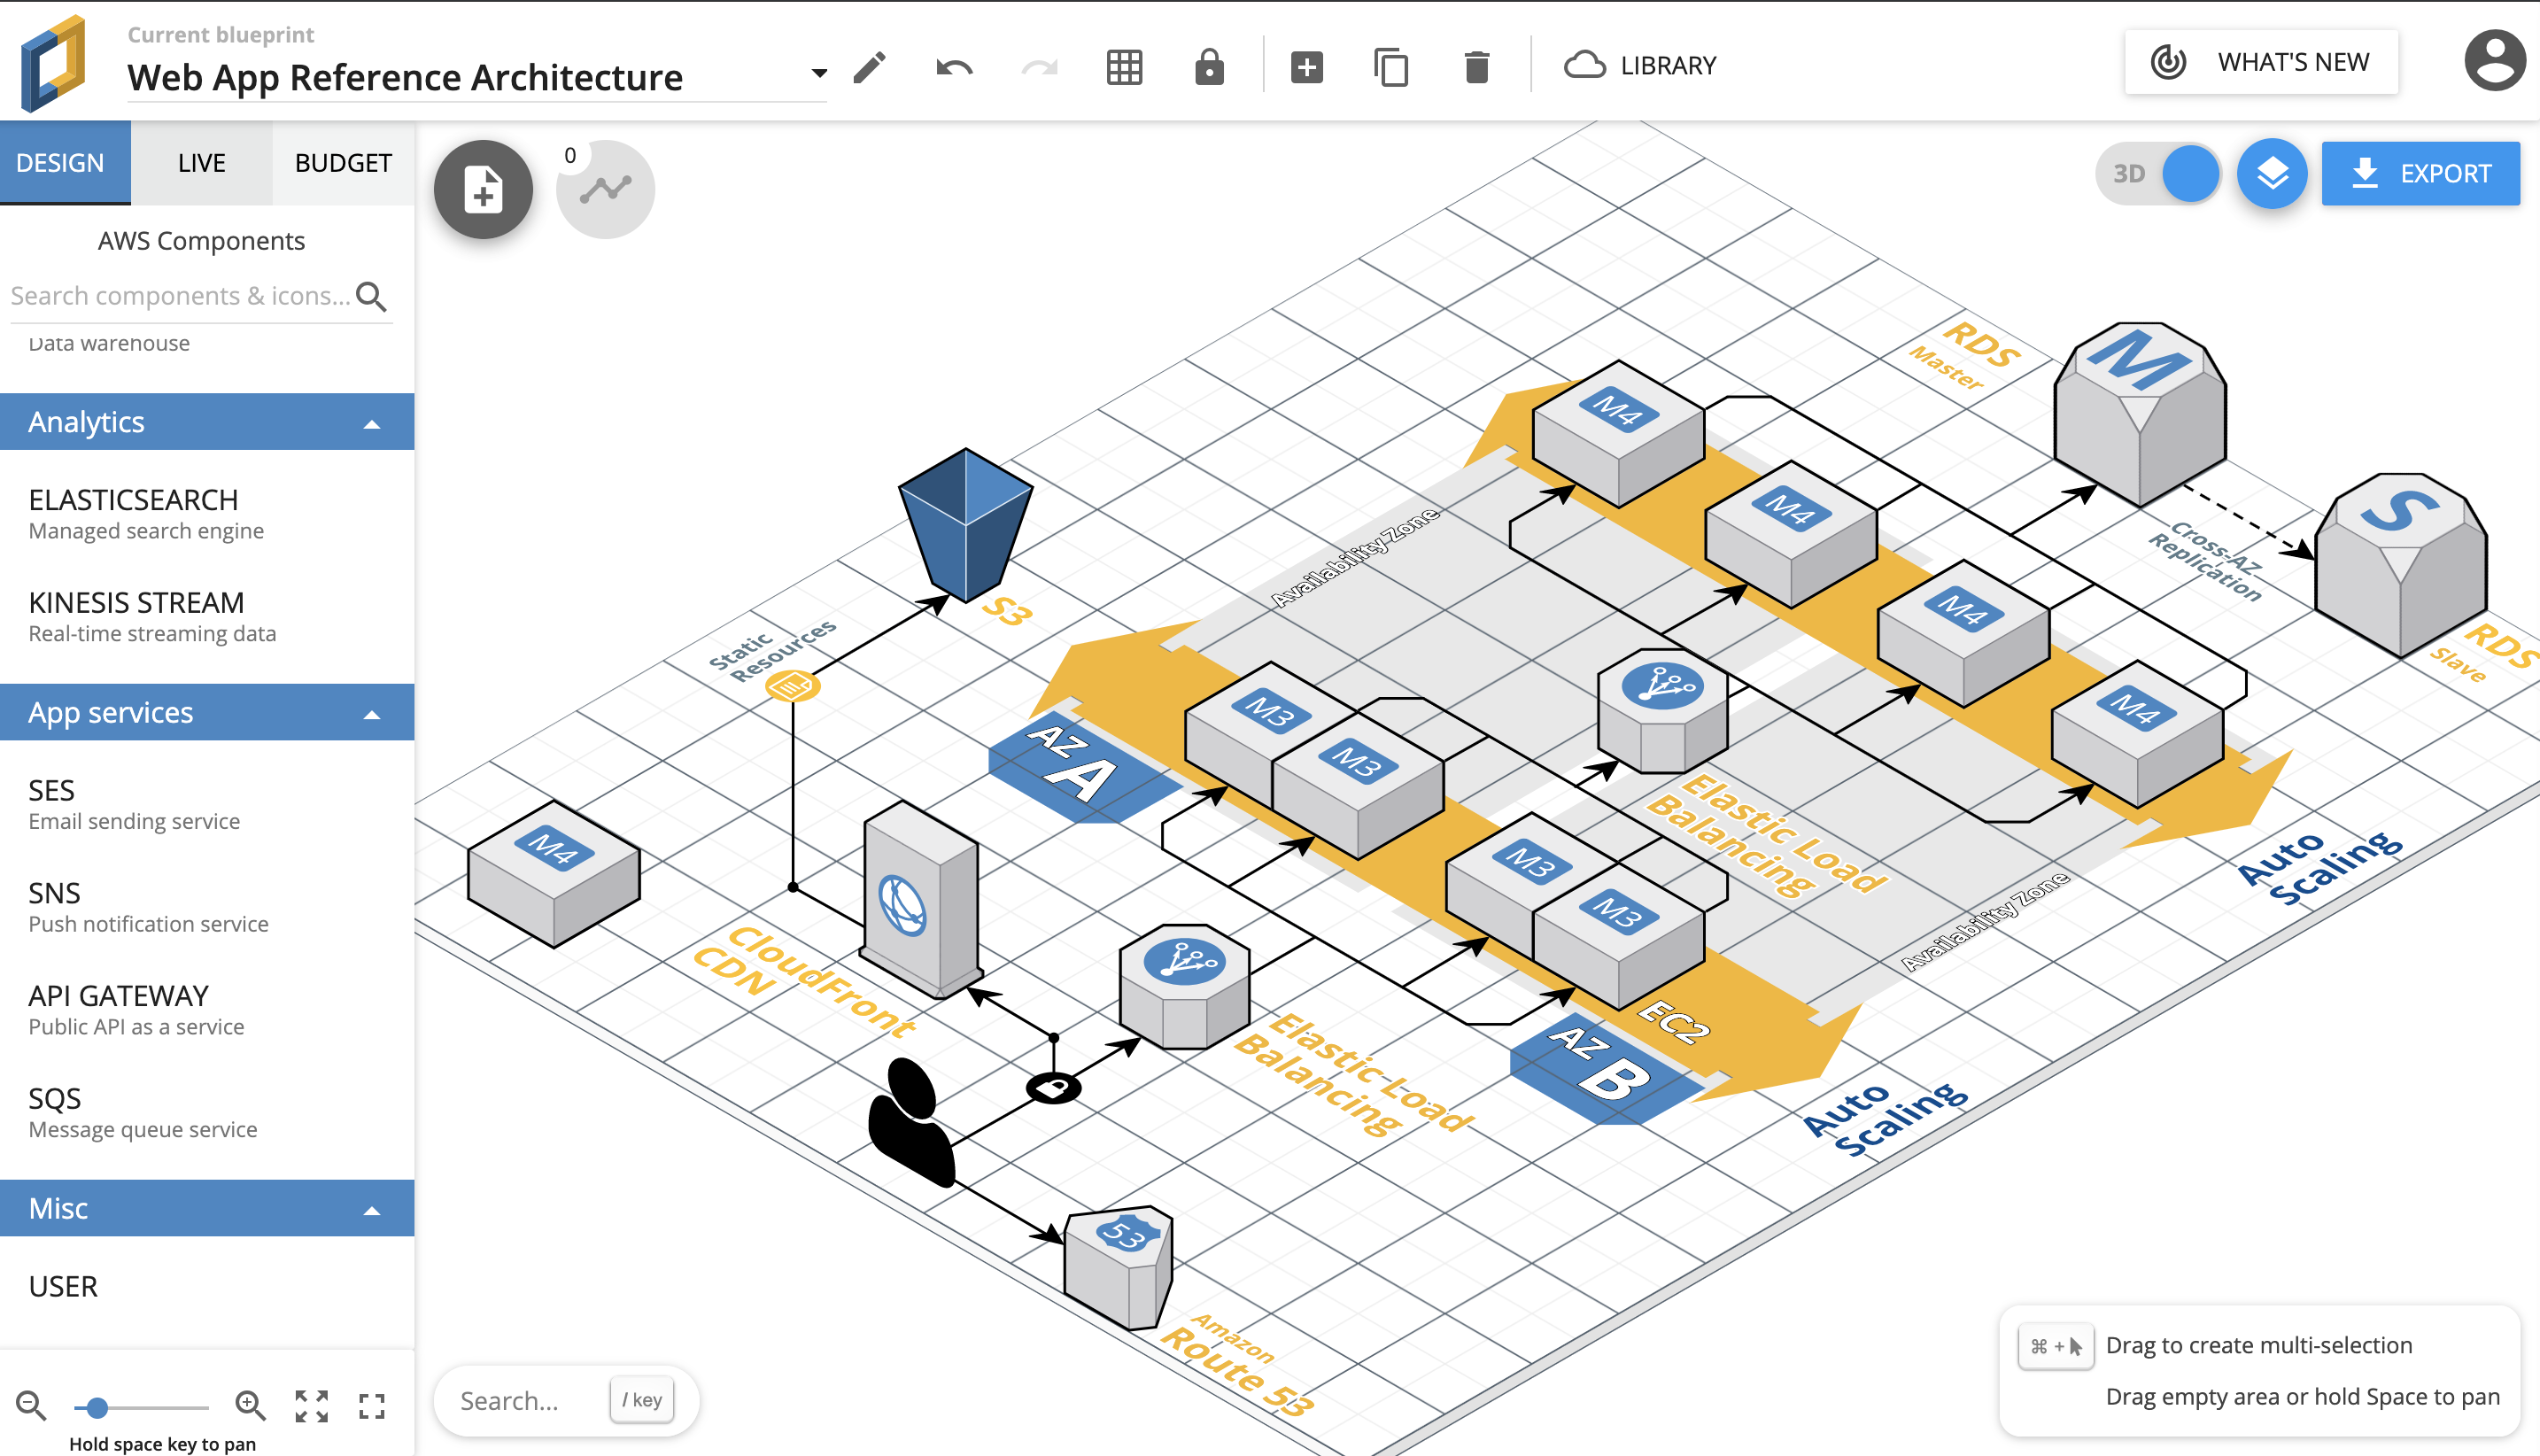 Current blueprint
Web App Reference Architecture
LIBRARY
WHAT'S NEW
DESIGN
LIVE
BUDGET
0
3D
EXPORT
AWS Components
Search components & icons...
Data warehouse
Analytics
ELASTICSEARCH
Managed search engine
KINESIS STREAM
Real-time streaming data
App services
SES
Email sending service
SNS
Push notification service
API GATEWAY
Public API as a service
SQS
Message queue service
Misc
USER
Hold space key to pan
RDS
Master
M
S
Cross-AZ
Replication
RDS
Slave
M4
M4
M4
M4
Availability Zone
S3
Static
Resources
M3
M3
M3
M3
AZ
A
Elastic Load
Balancing
M4
CloudFront
CDN
Availability Zone
Auto
Scaling
EC2
AZ
B
Elastic Load
Balancing
Auto
Scaling
53
Amazon
Route 53
Search...
/ key
⌘ +
Drag to create multi-selection
Drag empty area or hold Space to pan